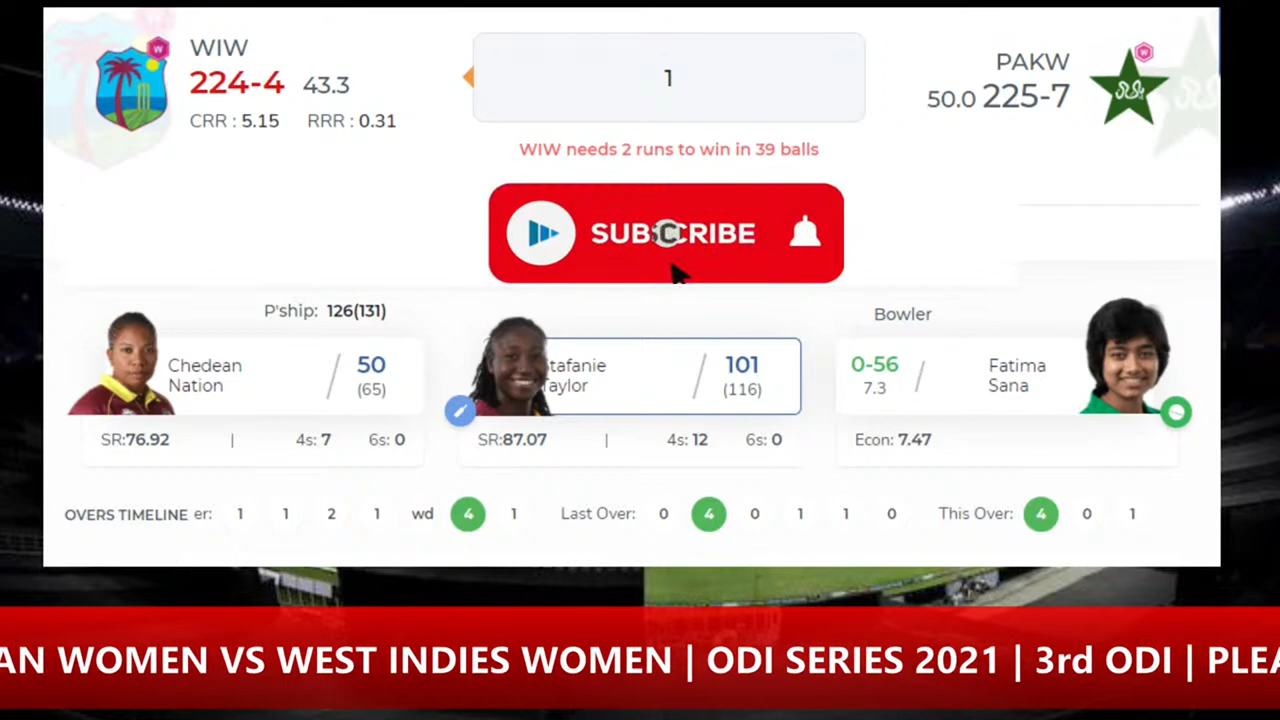 WIW
224-4 43.3
CRR : 5.15 RRR : 0.31
1
PAKW
50.0 225-7
WIW needs 2 runs to win in 39 balls
SUBSCRIBE
P'ship: 126(131)
Bowler
Chedean
Nation
50
(65)
SR:76.92 | 4s: 7 6s: 0
tafanie
Taylor
101
(116)
SR:87.07 | 4s: 12 6s: 0
0-56
7.3
Fatima
Sana
Econ: 7.47
OVERS TIMELINE er: 1 1 2 1 wd 4 1 Last Over: 0 4 0 1 1 0 This Over: 4 0 1
AN WOMEN VS WEST INDIES WOMEN | ODI SERIES 2021 | 3rd ODI | PLEA